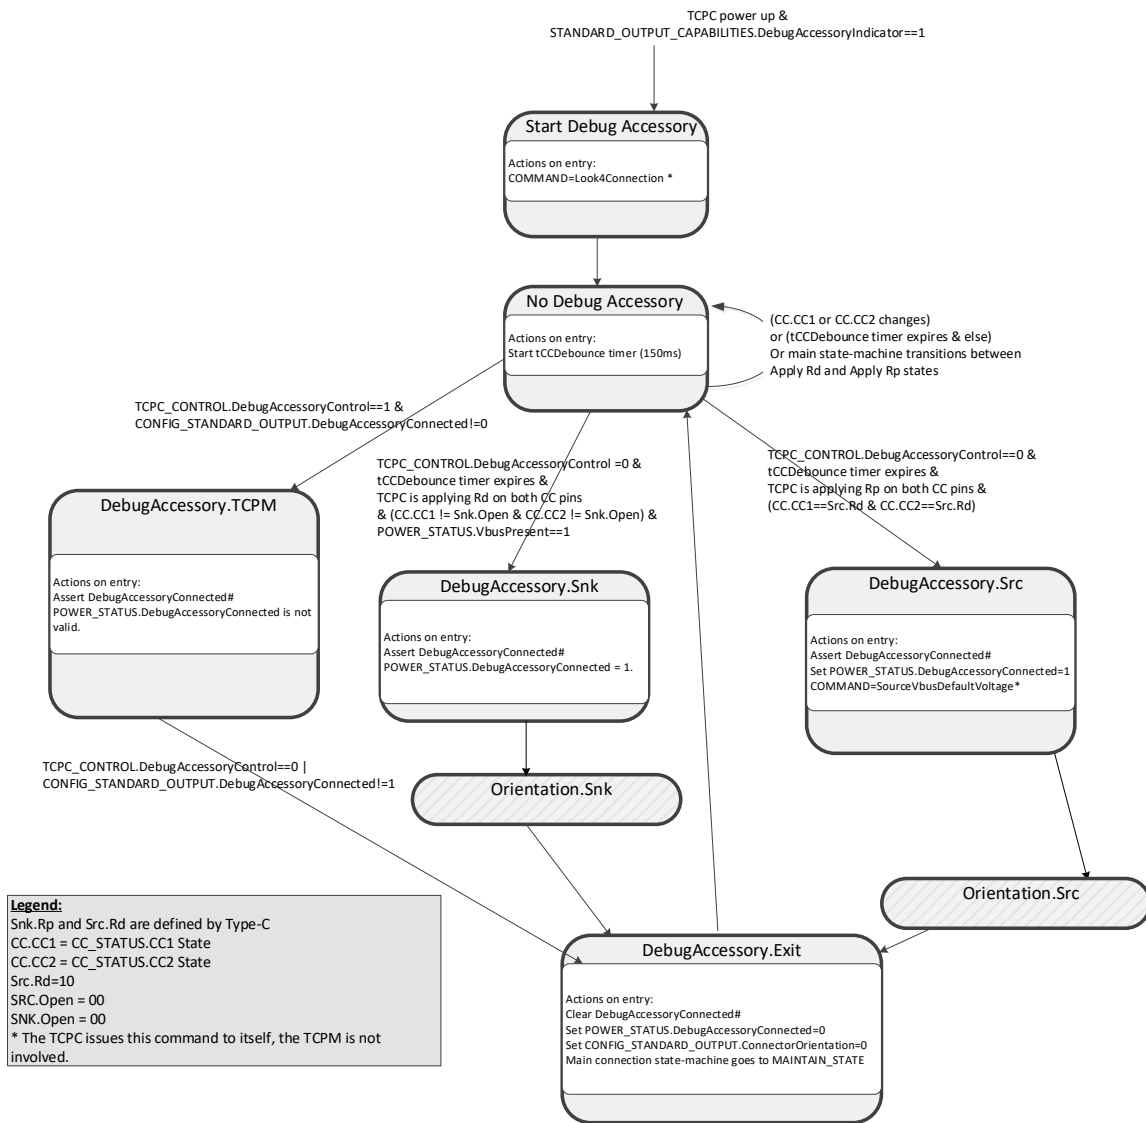 TCPC power up &
STANDARD_OUTPUT_CAPABILITIES.DebugAccessoryIndicator==1
Start Debug Accessory
Actions on entry:
COMMAND=Look4Connection *
No Debug Accessory
Actions on entry:
Start tCCDebounce timer (150ms)
(CC.CC1 or CC.CC2 changes)
or (tCCDebounce timer expires & else)
Or main state-machine transitions between
Apply Rd and Apply Rp states
TCPC_CONTROL.DebugAccessoryControl==1 &
CONFIG_STANDARD_OUTPUT.DebugAccessoryConnected!=0
TCPC_CONTROL.DebugAccessoryControl =0 &
tCCDebounce timer expires &
TCPC is applying Rd on both CC pins
& (CC.CC1 != Snk.Open & CC.CC2 != Snk.Open) &
POWER_STATUS.VbusPresent==1
TCPC_CONTROL.DebugAccessoryControl==0 &
tCCDebounce timer expires &
TCPC is applying Rp on both CC pins &
(CC.CC1==Src.Rd & CC.CC2==Src.Rd)
DebugAccessory.TCPM
Actions on entry:
Assert DebugAccessoryConnected#
POWER_STATUS.DebugAccessoryConnected is not
valid.
DebugAccessory.Snk
Actions on entry:
Assert DebugAccessoryConnected#
POWER_STATUS.DebugAccessoryConnected = 1.
DebugAccessory.Src
Actions on entry:
Assert DebugAccessoryConnected#
Set POWER_STATUS.DebugAccessoryConnected=1
COMMAND=SourceVbusDefaultVoltage*
TCPC_CONTROL.DebugAccessoryControl==0 |
CONFIG_STANDARD_OUTPUT.DebugAccessoryConnected!=1
Orientation.Snk
Orientation.Src
DebugAccessory.Exit
Actions on entry:
Clear DebugAccessoryConnected#
Set POWER_STATUS.DebugAccessoryConnected=0
Set CONFIG_STANDARD_OUTPUT.ConnectorOrientation=0
Main connection state-machine goes to MAINTAIN_STATE
Legend:
Snk.Rp and Src.Rd are defined by Type-C
CC.CC1 = CC_STATUS.CC1 State
CC.CC2 = CC_STATUS.CC2 State
Src.Rd=10
SRC.Open = 00
SNK.Open = 00
* The TCPC issues this command to itself, the TCPM is not
involved.